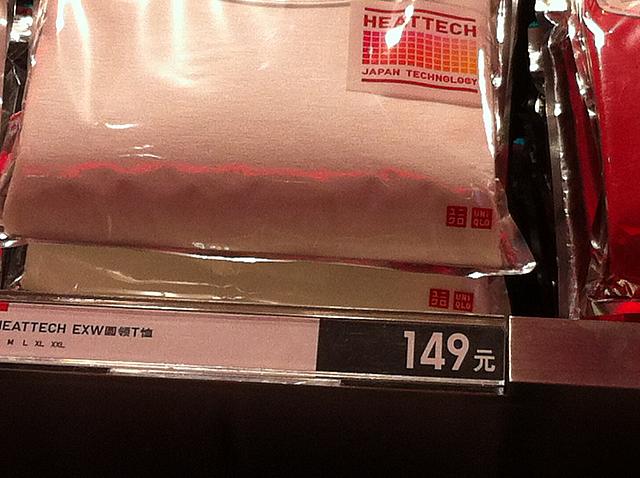 HEATTECH
JAPAN TECHNOLOGY
ユニ UNI
クロ QLO
ユニ UNI
クロ QLO
EATTECH EXW圆领T恤
M L XL XXL
149元